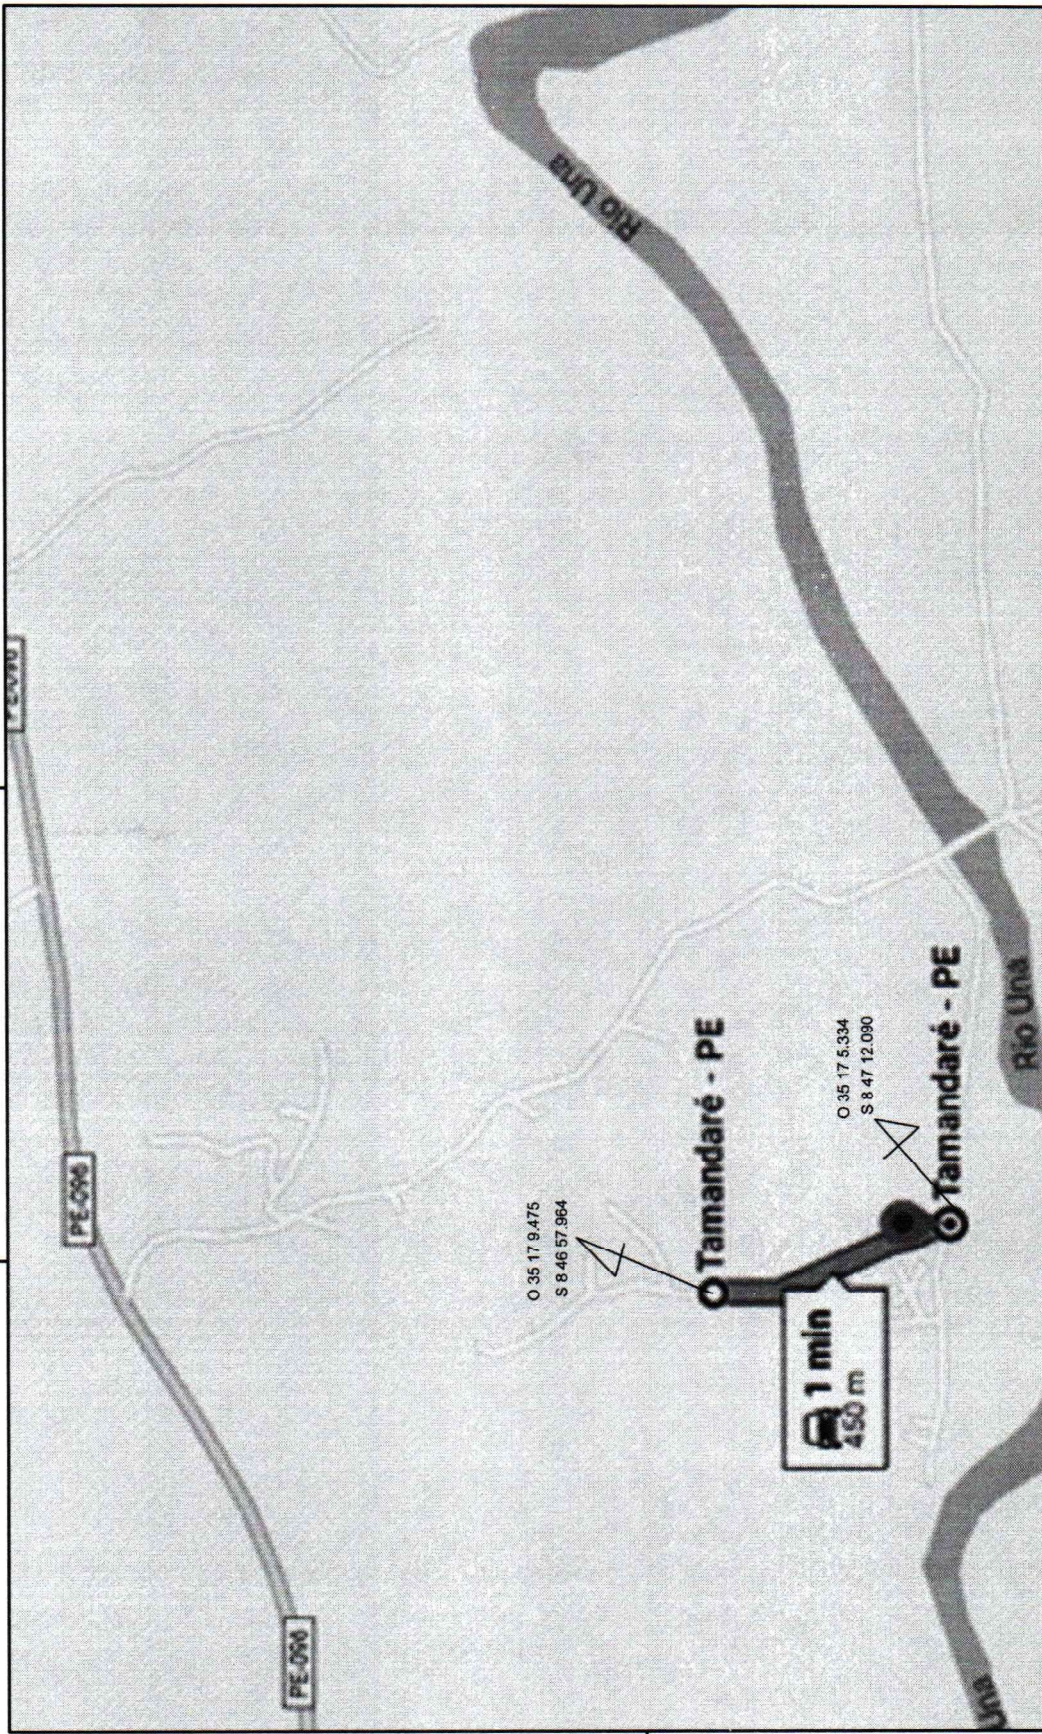 PE-096
PE-096
O 35 17 9.475
S 8 46 57.964
Rio Una
Tamandaré - PE
1 min
450 m
O 35 17 5.334
S 8 47 12.090
Tamandaré - PE
Una
Rio Una